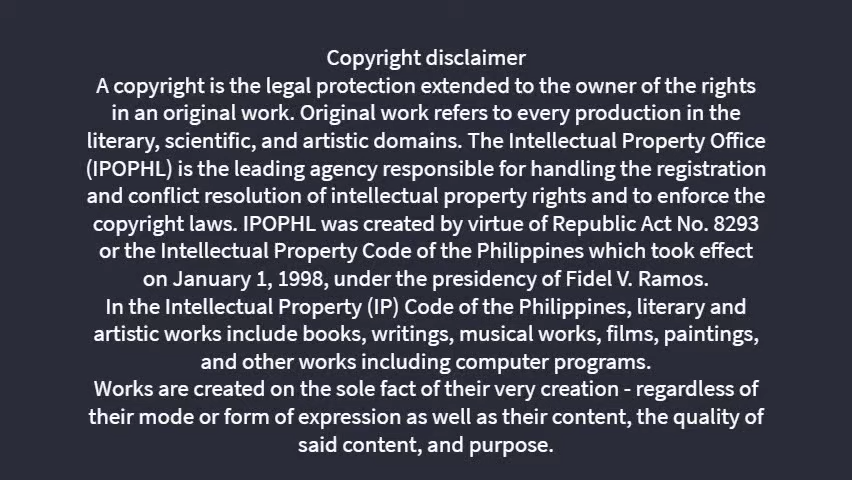 Copyright disclaimer
A copyright is the legal protection extended to the owner of the rights
in an original work. Original work refers to every production in the
literary, scientific, and artistic domains. The Intellectual Property Office
(IPOPHL) is the leading agency responsible for handling the registration
and conflict resolution of intellectual property rights and to enforce the
copyright laws. IPOPHL was created by virtue of Republic Act No. 8293
or the Intellectual Property Code of the Philippines which took effect
on January 1, 1998, under the presidency of Fidel V. Ramos.
In the Intellectual Property (IP) Code of the Philippines, literary and
artistic works include books, writings, musical works, films, paintings,
and other works including computer programs.
Works are created on the sole fact of their very creation - regardless of
their mode or form of expression as well as their content, the quality of
said content, and purpose.